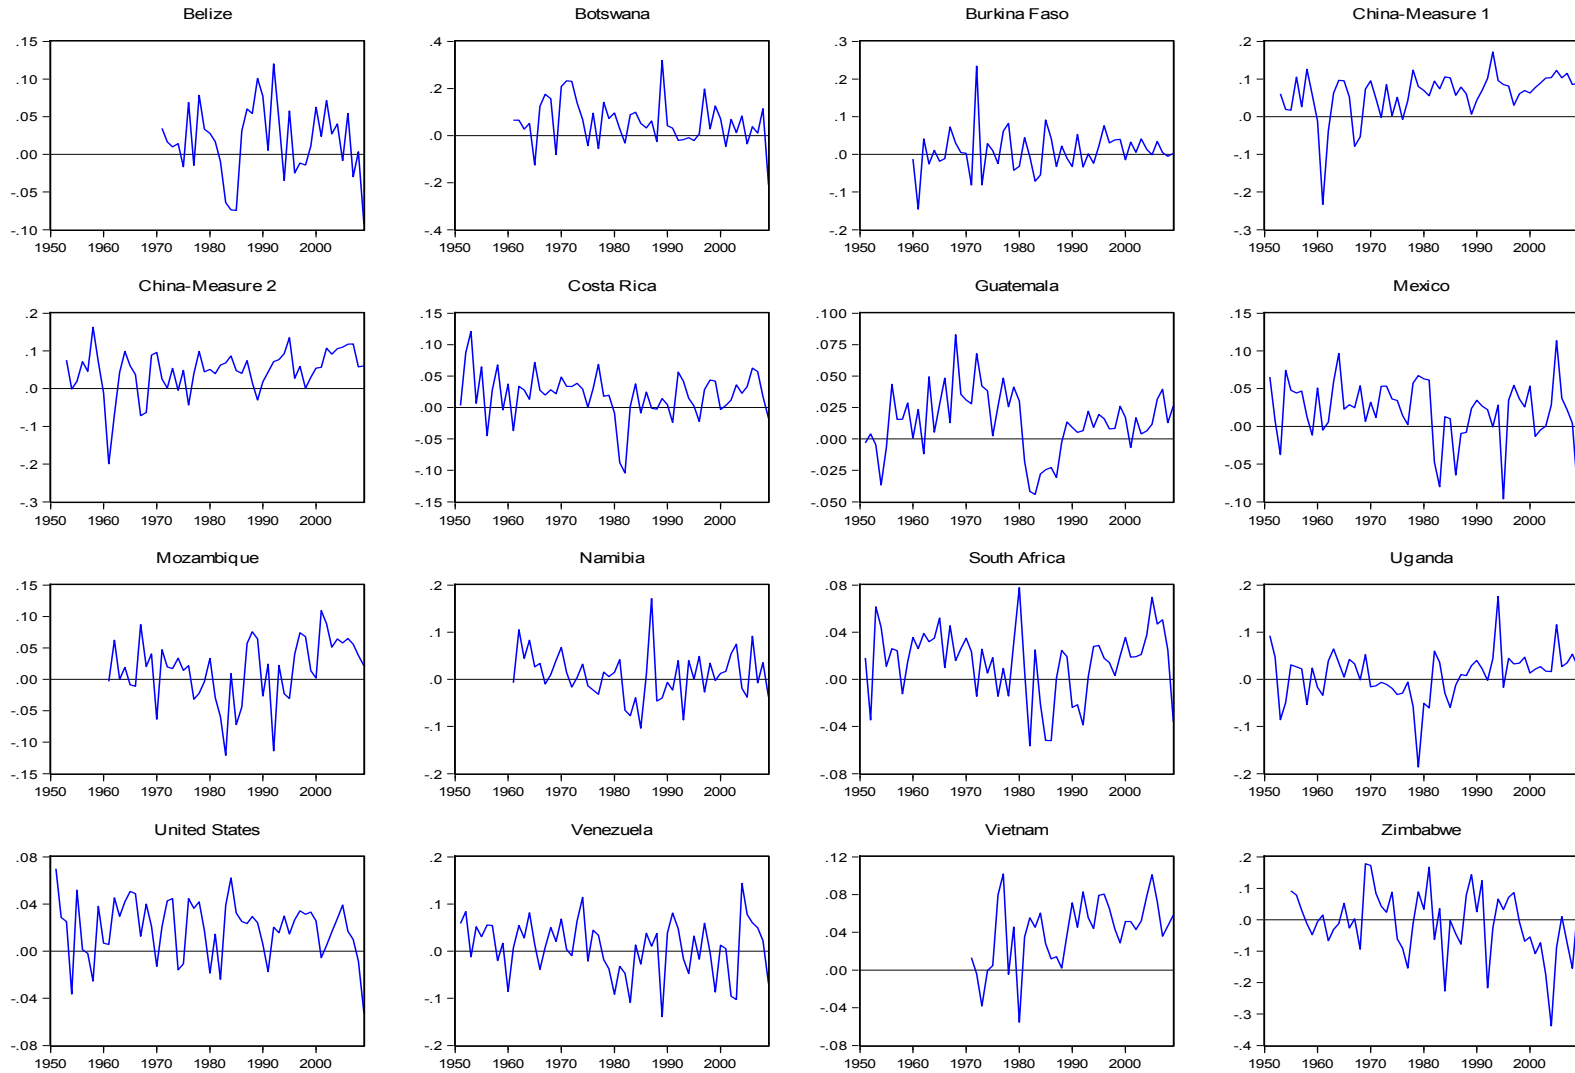 Belize Botswana Burkina Faso China-Measure 1
.15 .4 .3 .2
.10 .2 .2 .1
.05 .0 .1 .0
.00 -.2 .0 -.1
-.05 -.4 -.1 -.2
-.10 -.2 -.3
1950 1960 1970 1980 1990 2000 1950 1960 1970 1980 1990 2000 1950 1960 1970 1980 1990 2000 1950 1960 1970 1980 1990 2000
China-Measure 2 Costa Rica Guatemala Mexico
.2 .15 .100 .15
.1 .10 .075 .10
.0 .05 .050 .05
-.1 .00 .025 .00
-.2 -.05 .000 -.05
-.3 -.10 -.025 -.10
-.15 -.050
1950 1960 1970 1980 1990 2000 1950 1960 1970 1980 1990 2000 1950 1960 1970 1980 1990 2000 1950 1960 1970 1980 1990 2000
Mozambique Namibia South Africa Uganda
.15 .2 .08 .2
.10 .1 .04 .1
.05 .0 .00 .0
.00 -.1 -.04 -.1
-.05 -.2 -.08 -.2
-.10
-.15
1950 1960 1970 1980 1990 2000 1950 1960 1970 1980 1990 2000 1950 1960 1970 1980 1990 2000 1950 1960 1970 1980 1990 2000
United States Venezuela Vietnam Zimbabwe
.08 .2 .12 .2
.04 .1 .08 .1
.00 .0 .04 .0
-.04 -.1 .00 -.1
-.08 -.2 -.04 -.2
-.08 -.3
-.4
1950 1960 1970 1980 1990 2000 1950 1960 1970 1980 1990 2000 1950 1960 1970 1980 1990 2000 1950 1960 1970 1980 1990 2000